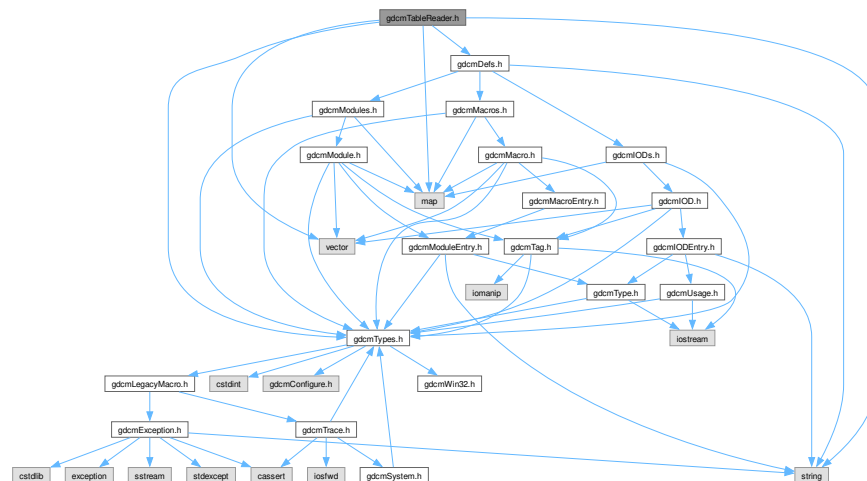 gdcmTableReader.h
gdcmDefs.h
gdcmModules.h
gdcmMacros.h
gdcmModule.h
gdcmMacro.h
gdcmIODs.h
map
gdcmMacroEntry.h
gdcmIOD.h
vector
gdcmModuleEntry.h
gdcmTag.h
gdcmIODEntry.h
iomanip
gdcmType.h
gdcmUsage.h
gdcmTypes.h
iostream
gdcmLegacyMacro.h
cstdint
gdcmConfigure.h
gdcmWin32.h
gdcmException.h
gdcmTrace.h
cstdlib
exception
sstream
stdexcept
cassert
iosfwd
gdcmSystem.h
string